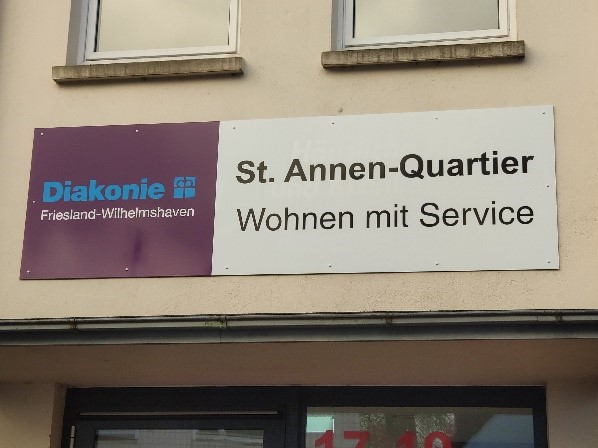 Diakonie
Friesland-Wilhelmshaven
St. Annen-Quartier
Wohnen mit Service